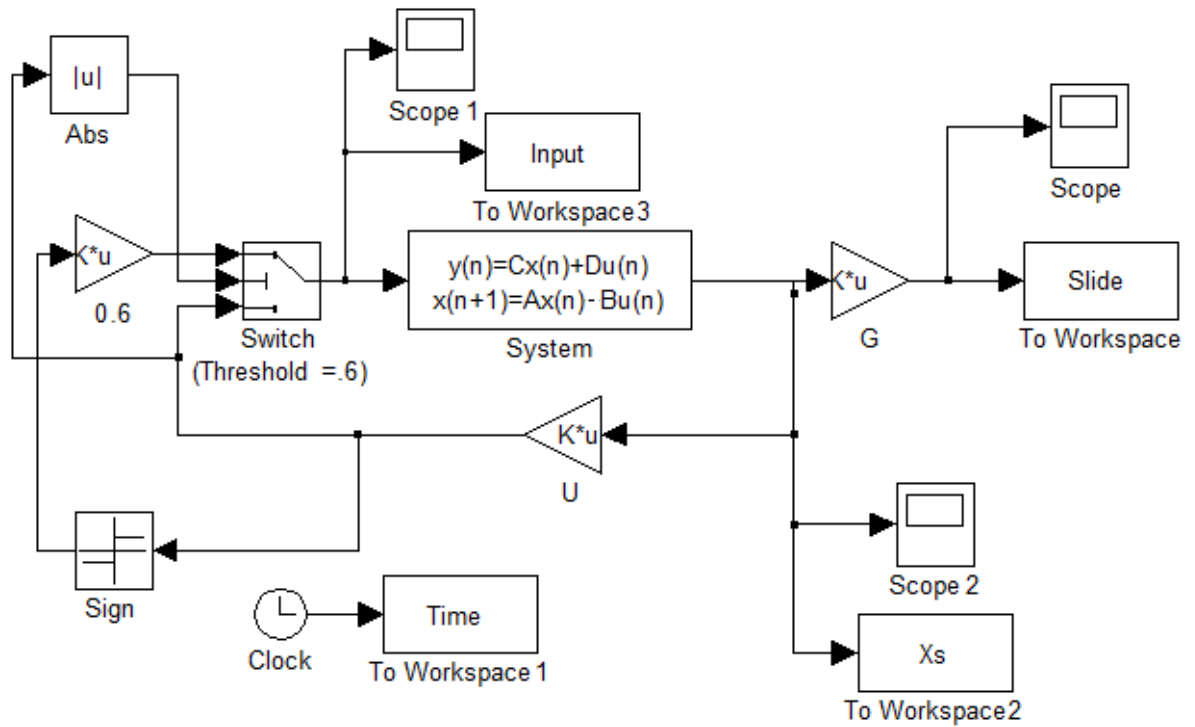 |u|
Abs
Scope 1
Input
To Workspace3
Scope
K*u
0.6
Switch
(Threshold =.6)
y(n)=Cx(n)+Du(n)
x(n+1)=Ax(n)-Bu(n)
System
K*u
G
Slide
To Workspace
K*u
U
Sign
Scope 2
Clock
Time
To Workspace 1
Xs
To Workspace2